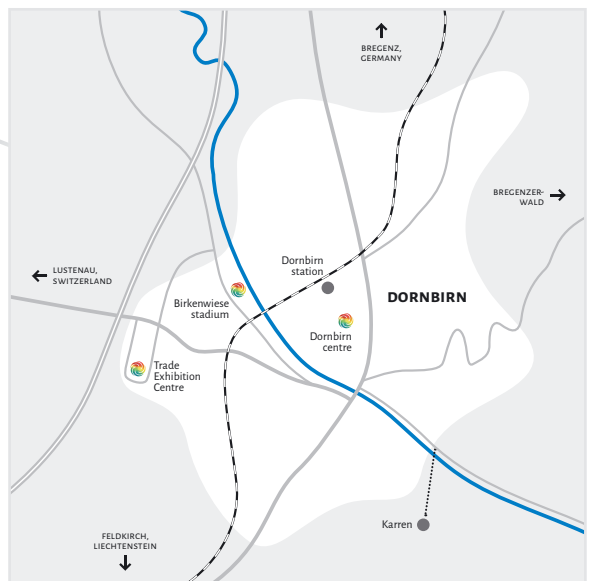 BREGENZ,
GERMANY
BREGENZER-
WALD
Dornbirn
station
LUSTENAU,
SWITZERLAND
DORNBIRN
Birkenwiese
stadium
Dornbirn
centre
Trade
Exhibition
Centre
Karren
FELDKIRCH,
LIECHTENSTEIN